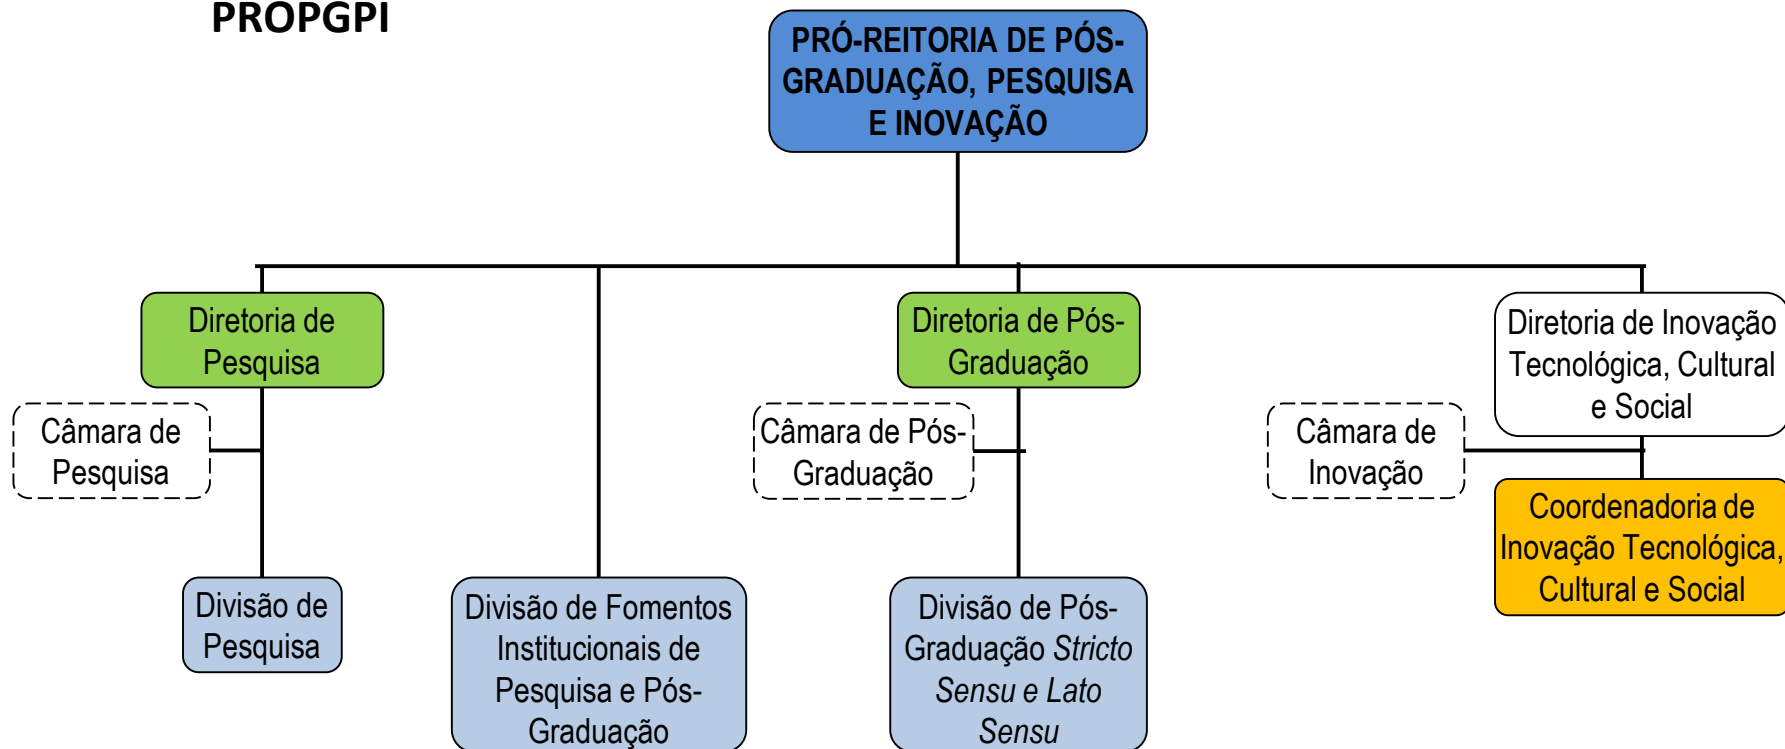 PROPGPI
PRÓ-REITORIA DE PÓS-
GRADUAÇÃO, PESQUISA
E INOVAÇÃO
Diretoria de
Pesquisa
Diretoria de Pós-
Graduação
Diretoria de Inovação
Tecnológica, Cultural
e Social
Câmara de
Pesquisa
Câmara de Pós-
Graduação
Câmara de
Inovação
Coordenadoria de
Inovação Tecnológica,
Cultural e Social
Divisão de
Pesquisa
Divisão de Fomentos
Institucionais de
Pesquisa e Pós-
Graduação
Divisão de Pós-
Graduação Stricto
Sensu e Lato
Sensu